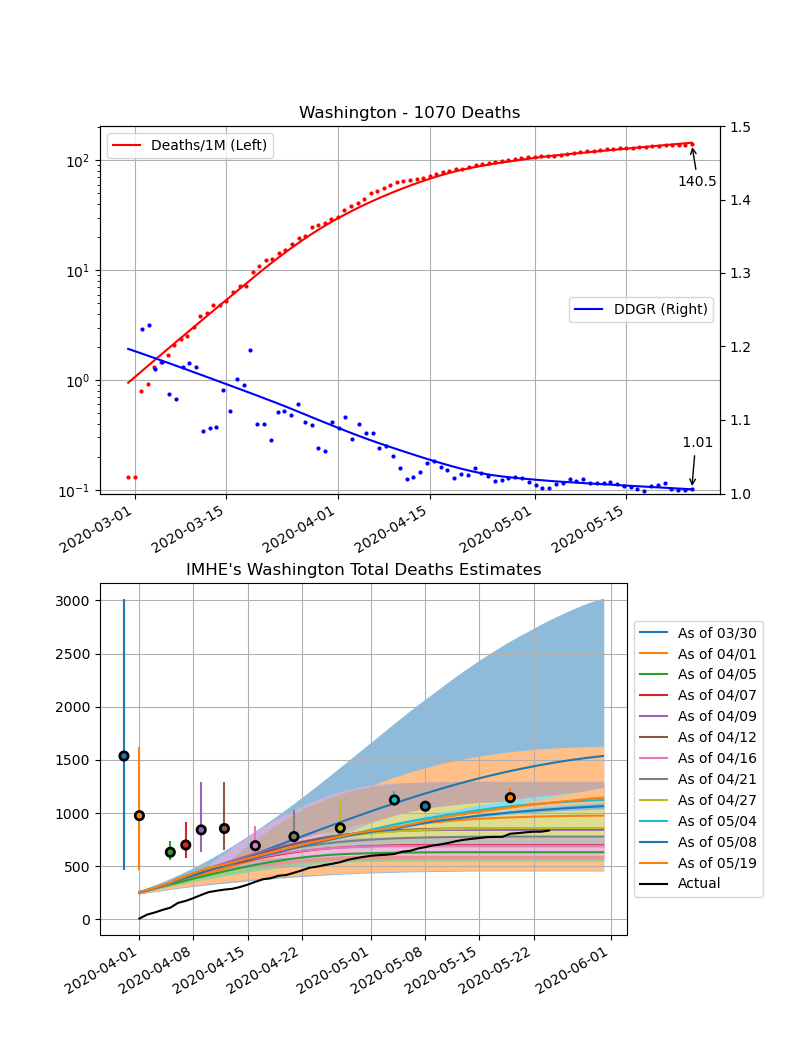 Washington - 1070 Deaths
Deaths/1M (Left)
DDGR (Right)
140.5
1.01
10²
10¹
10⁰
10⁻¹
1.5
1.4
1.3
1.2
1.1
1.0
2020-03-01
2020-03-15
2020-04-01
2020-04-15
2020-05-01
2020-05-15
IMHE's Washington Total Deaths Estimates
3000
2500
2000
1500
1000
500
0
2020-04-01
2020-04-08
2020-04-15
2020-04-22
2020-05-01
2020-05-08
2020-05-15
2020-05-22
2020-06-01
As of 03/30
As of 04/01
As of 04/05
As of 04/07
As of 04/09
As of 04/12
As of 04/16
As of 04/21
As of 04/27
As of 05/04
As of 05/08
As of 05/19
Actual